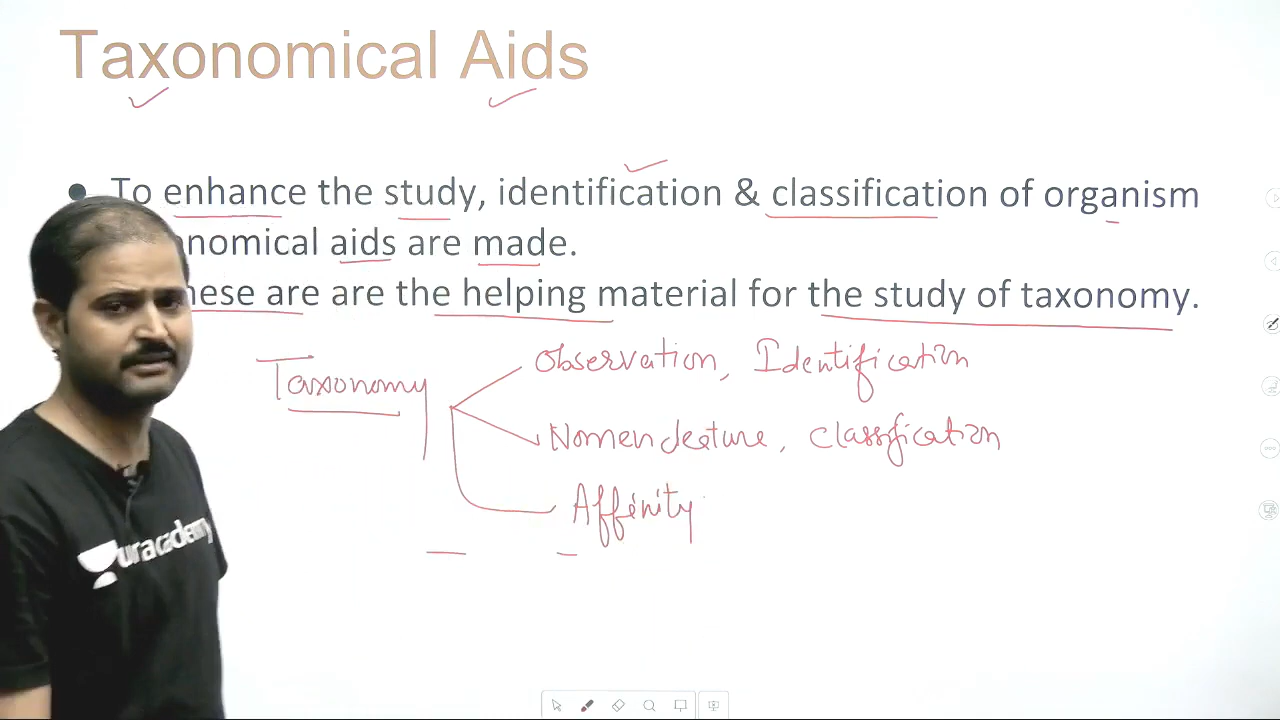 Taxonomical Aids
• To enhance the study, identification & classification of organism
nomical aids are made.
hese are are the helping material for the study of taxonomy.
Taxonomy
Observation, Identification
Nomenclature, Classification
Affinity
unacademy